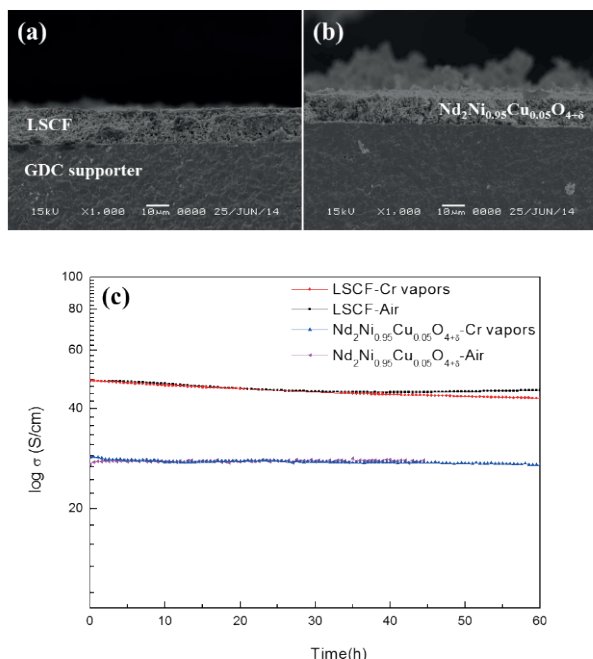 (a)
LSCF
GDC supporter
15kV X1,000 10μm 0000 25/JUN/14
(b)
Nd₂Ni₀.₉₅Cu₀.₀₅O₄₊δ
15kV X1,000 10μm 0000 25/JUN/14
(c)
LSCF-Cr vapors
LSCF-Air
Nd₂Ni₀.₉₅Cu₀.₀₅O₄₊δ-Cr vapors
Nd₂Ni₀.₉₅Cu₀.₀₅O₄₊δ-Air
100
80
60
40
20
log σ (S/cm)
0 10 20 30 40 50 60
Time(h)